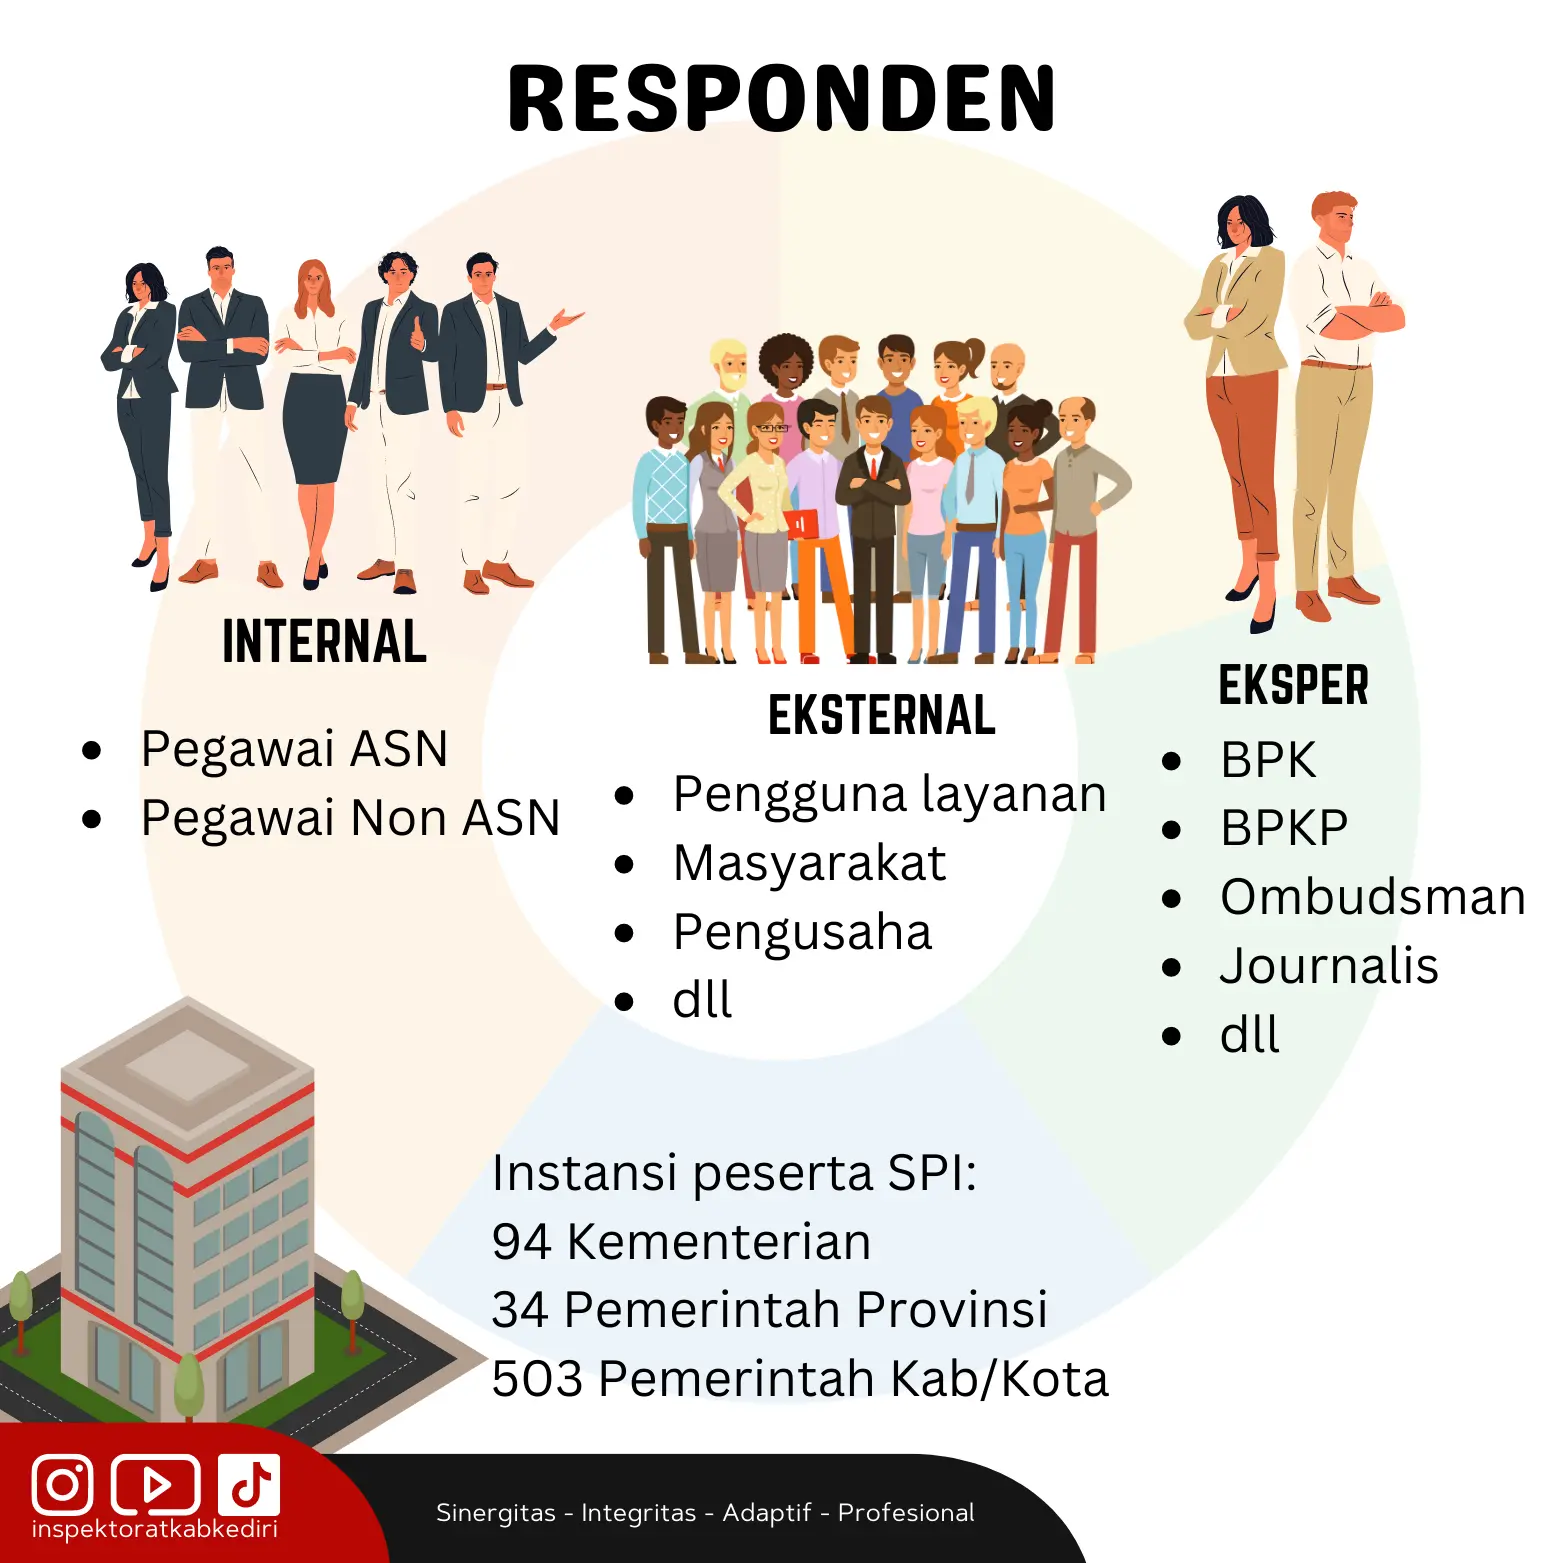 RESPONDEN
INTERNAL
• Pegawai ASN
• Pegawai Non ASN
EKSTERNAL
• Pengguna layanan
• Masyarakat
• Pengusaha
• dll
EKSPER
• BPK
• BPKP
• Ombudsman
• Journalis
• dll
Instansi peserta SPI:
94 Kementerian
34 Pemerintah Provinsi
503 Pemerintah Kab/Kota
inspektoratkabkediri
Sinergitas - Integritas - Adaptif - Profesional